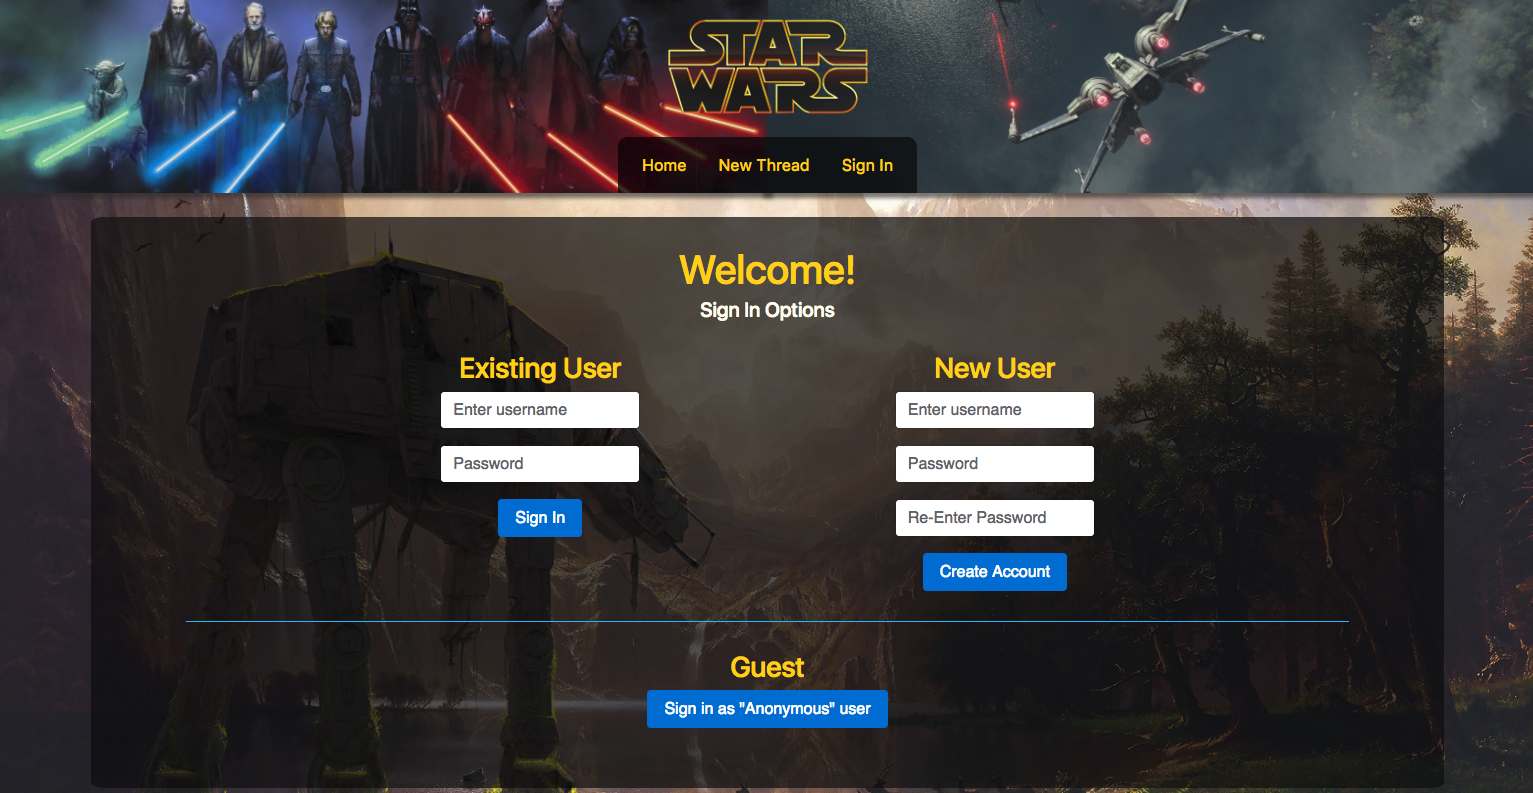 STAR
WARS
Home
New Thread
Sign In
Welcome!
Sign In Options
Existing User
Enter username
Password
Sign In
New User
Enter username
Password
Re-Enter Password
Create Account
Guest
Sign in as "Anonymous" user